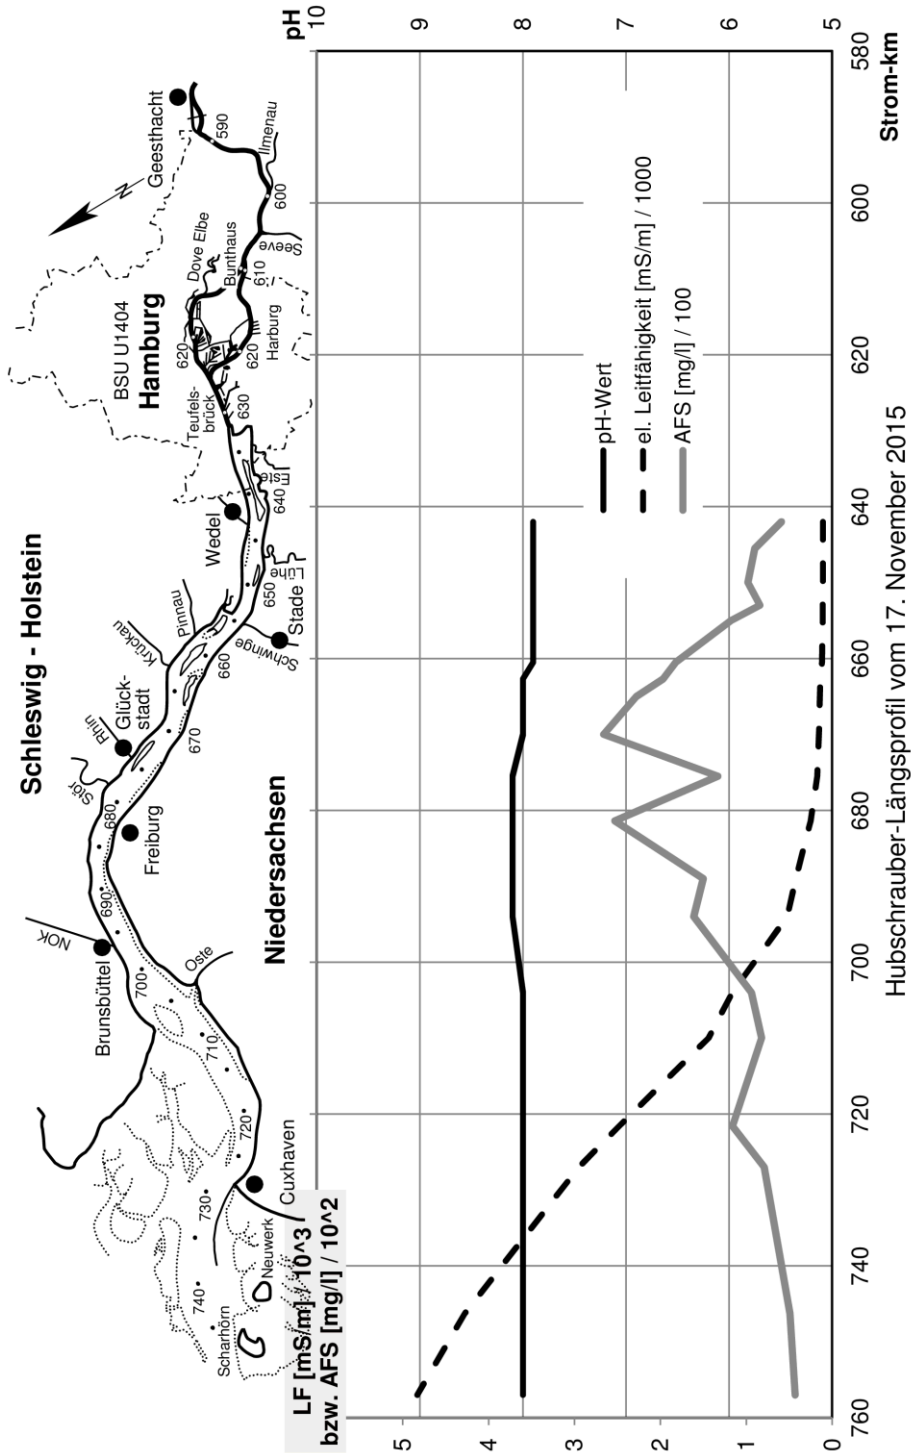 Schleswig - Holstein
BSU U1404
Hamburg
Geesthacht
N
590
Ilmenau
600
Seeve
Dove Elbe
Bunthaus
610
620
620
Harburg
Teufels-
brück
630
Este
640
Wedel
Lühe
650
Stade
Schwinge
Pinnau
Krückau
660
Glück-
stadt
Rhin
670
Stör
680
Freiburg
690
NOK
Brunsbüttel
Oste
700
710
720
Niedersachsen
Cuxhaven
730
Neuwerk
740
Scharhörn
LF [mS/m] / 10^3
bzw. AFS [mg/l] / 10^2
pH
10
9
8
7
6
5
5
4
3
2
1
0
pH-Wert
el. Leitfähigkeit [mS/m] / 1000
AFS [mg/l] / 100
760
740
720
700
680
660
640
620
600
580
Strom-km
Hubschrauber-Längsprofil vom 17. November 2015